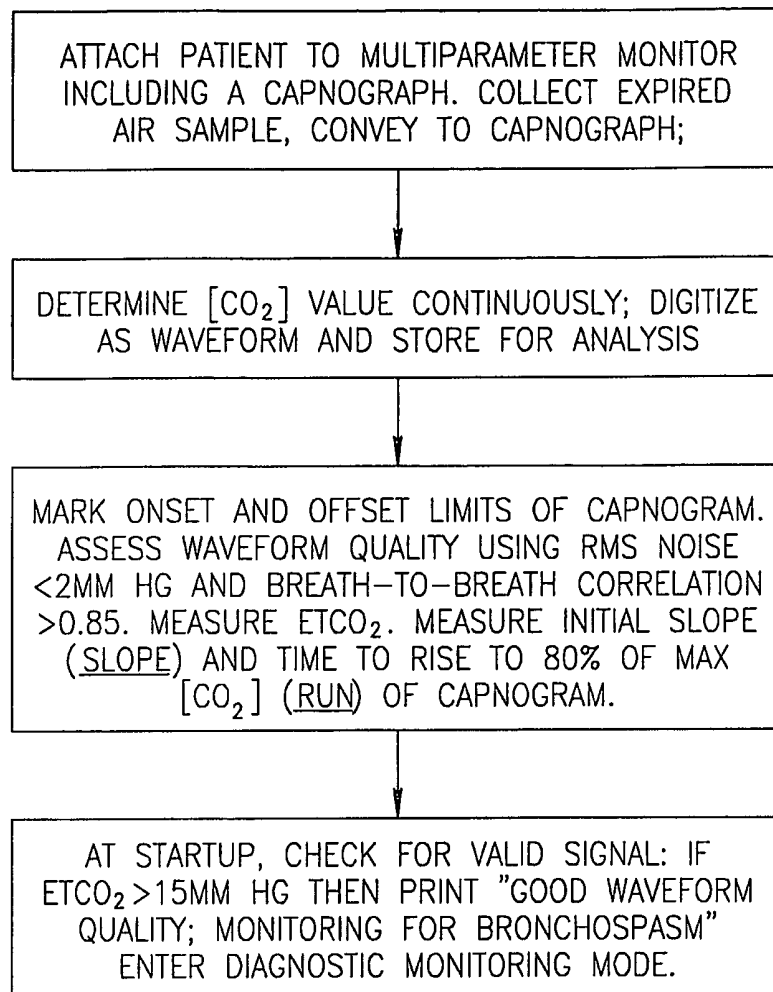 ATTACH PATIENT TO MULTIPARAMETER MONITOR
INCLUDING A CAPNOGRAPH. COLLECT EXPIRED
AIR SAMPLE, CONVEY TO CAPNOGRAPH;
DETERMINE [CO₂] VALUE CONTINUOUSLY; DIGITIZE
AS WAVEFORM AND STORE FOR ANALYSIS
MARK ONSET AND OFFSET LIMITS OF CAPNOGRAM.
ASSESS WAVEFORM QUALITY USING RMS NOISE
<2MM HG AND BREATH-TO-BREATH CORRELATION
>0.85. MEASURE ETCO₂. MEASURE INITIAL SLOPE
(SLOPE) AND TIME TO RISE TO 80% OF MAX
[CO₂] (RUN) OF CAPNOGRAM.
AT STARTUP, CHECK FOR VALID SIGNAL: IF
ETCO₂>15MM HG THEN PRINT "GOOD WAVEFORM
QUALITY; MONITORING FOR BRONCHOSPASM"
ENTER DIAGNOSTIC MONITORING MODE.